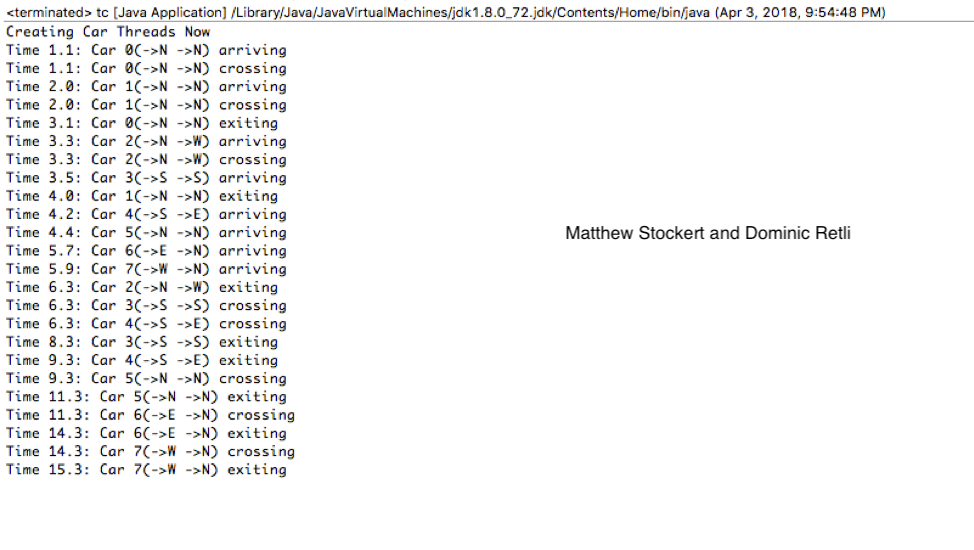 <terminated> tc [Java Application] /Library/Java/JavaVirtualMachines/jdk1.8.0_72.jdk/Contents/Home/bin/java (Apr 3, 2018, 9:54:48 PM)
Creating Car Threads Now
Time 1.1: Car 0(->N ->N) arriving
Time 1.1: Car 0(->N ->N) crossing
Time 2.0: Car 1(->N ->N) arriving
Time 2.0: Car 1(->N ->N) crossing
Time 3.1: Car 0(->N ->N) exiting
Time 3.3: Car 2(->N ->W) arriving
Time 3.3: Car 2(->N ->W) crossing
Time 3.5: Car 3(->S ->S) arriving
Time 4.0: Car 1(->N ->N) exiting
Time 4.2: Car 4(->S ->E) arriving
Time 4.4: Car 5(->N ->N) arriving
Matthew Stockert and Dominic Retli
Time 5.7: Car 6(->E ->N) arriving
Time 5.9: Car 7(->W ->N) arriving
Time 6.3: Car 2(->N ->W) exiting
Time 6.3: Car 3(->S ->S) crossing
Time 6.3: Car 4(->S ->E) crossing
Time 8.3: Car 3(->S ->S) exiting
Time 9.3: Car 4(->S ->E) exiting
Time 9.3: Car 5(->N ->N) crossing
Time 11.3: Car 5(->N ->N) exiting
Time 11.3: Car 6(->E ->N) crossing
Time 14.3: Car 6(->E ->N) exiting
Time 14.3: Car 7(->W ->N) crossing
Time 15.3: Car 7(->W ->N) exiting